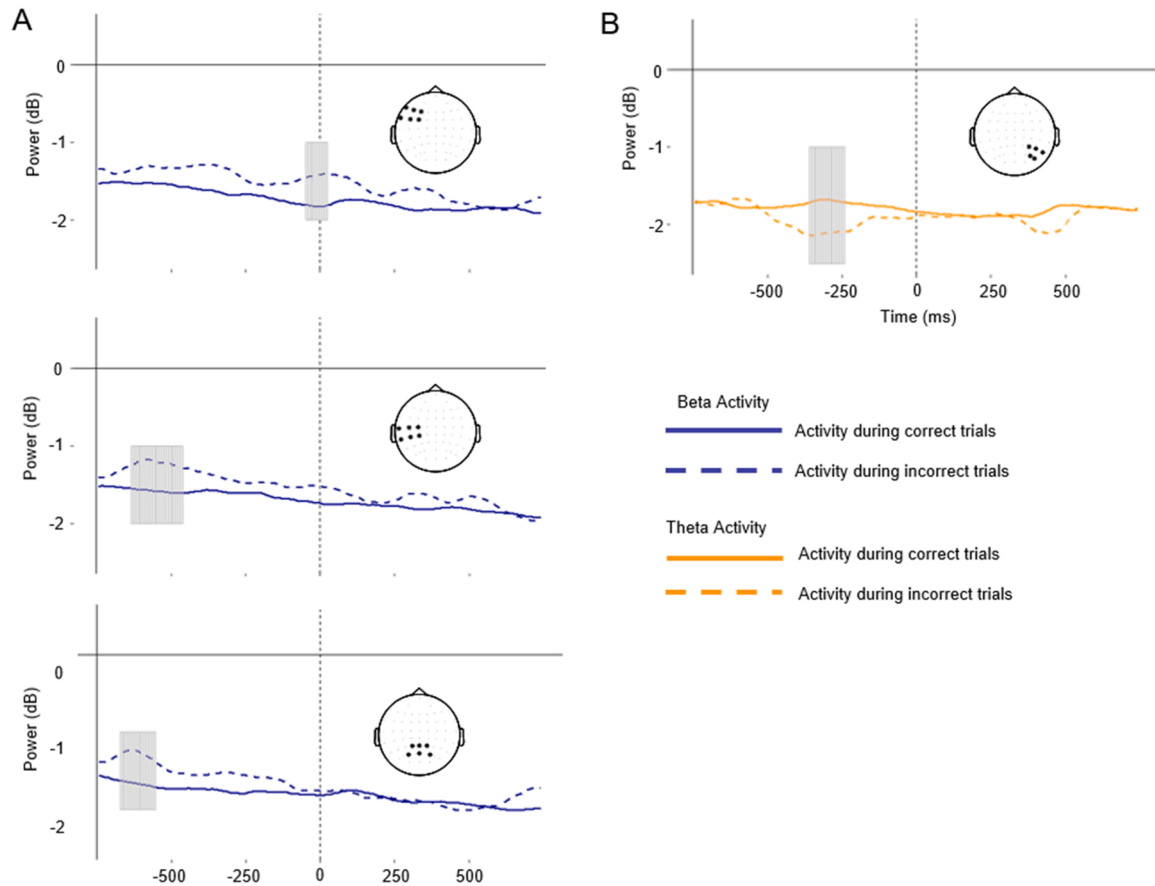 A
Power (dB)
0
-1
-2
Power (dB)
0
-1
-2
Power (dB)
0
-1
-2
-500
-250
0
250
500
B
Power (dB)
0
-1
-2
-500
-250
0
250
500
Time (ms)
Beta Activity
Activity during correct trials
Activity during incorrect trials
Theta Activity
Activity during correct trials
Activity during incorrect trials